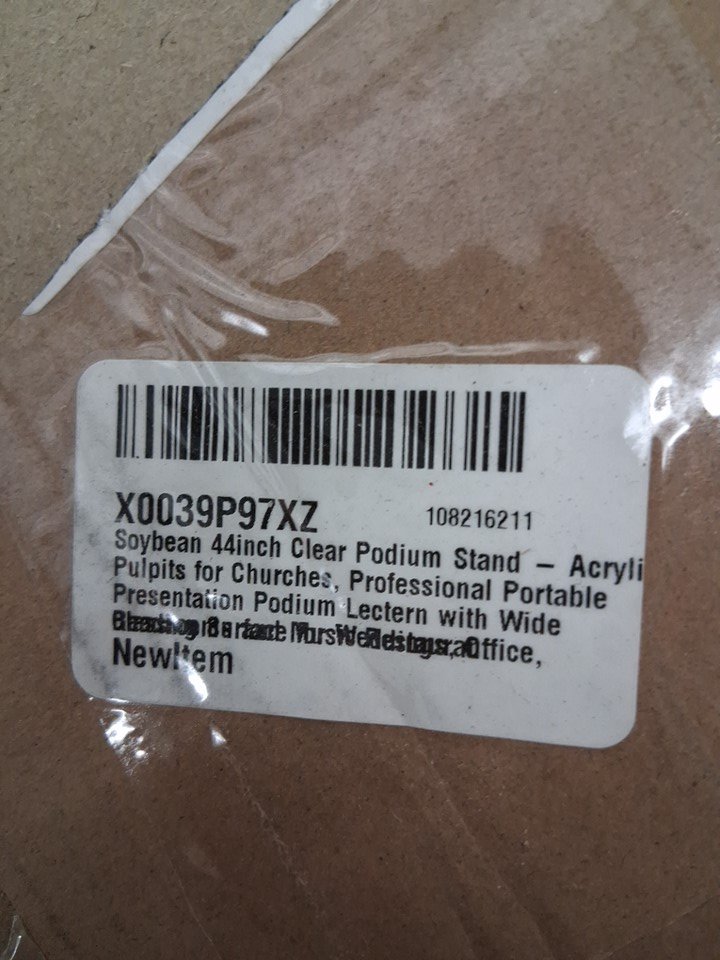 X0039P97XZ
108216211
Soybean 44inch Clear Podium Stand – Acryli
Pulpits for Churches, Professional Portable
Presentation Podium Lectern with Wide
Office,
NewItem